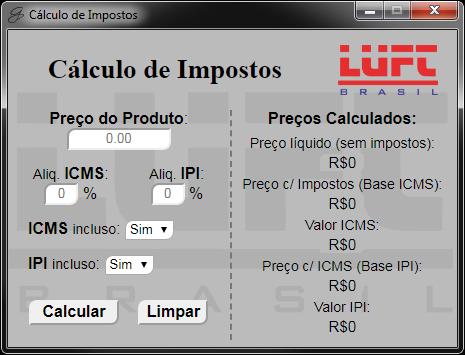 Cálculo de Impostos
Cálculo de Impostos
LUFT
BRASIL
Preço do Produto:
0.00
Aliq. ICMS:
0 %
Aliq. IPI:
0 %
ICMS incluso: Sim
IPI incluso: Sim
Calcular
Limpar
Preços Calculados:
Preço líquido (sem impostos):
R$0
Preço c/ Impostos (Base ICMS):
R$0
Valor ICMS:
R$0
Preço c/ ICMS (Base IPI):
R$0
Valor IPI:
R$0
LUFT
BRASIL